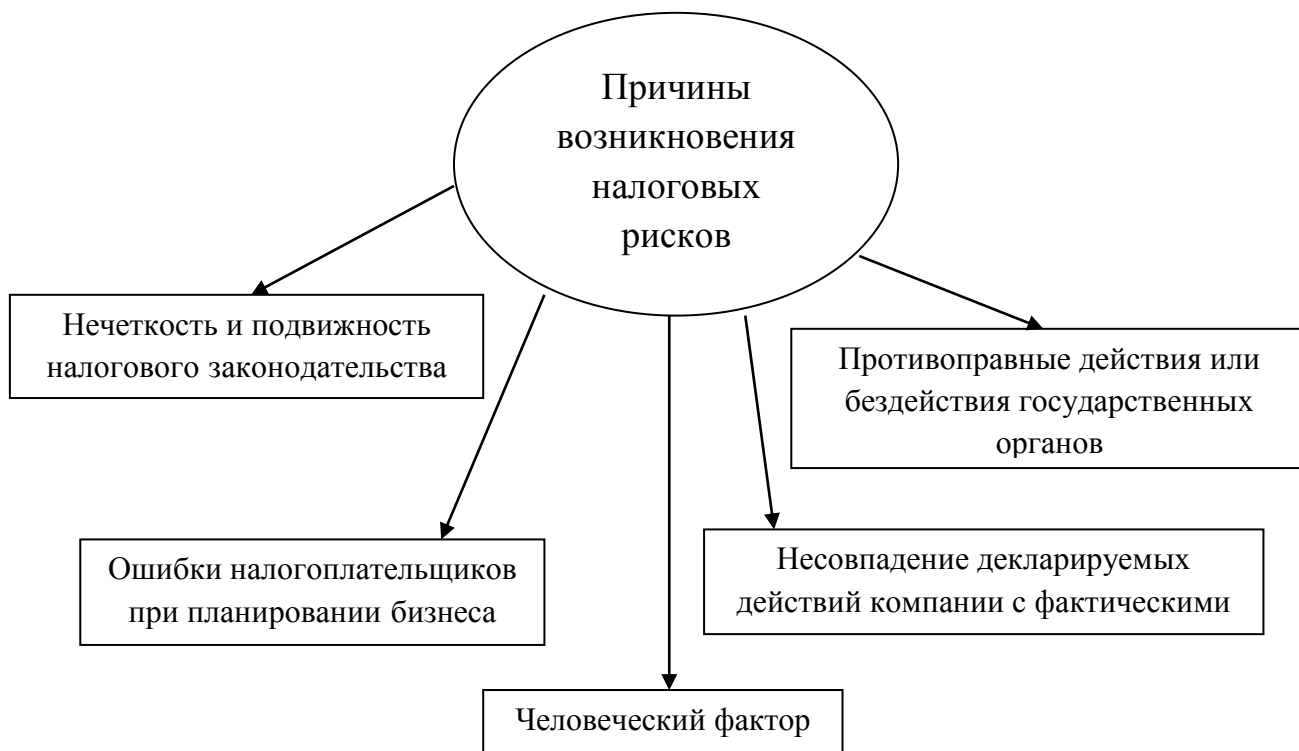 Причины
возникновения
налоговых
рисков
Нечеткость и подвижность
налогового законодательства
Противоправные действия или
бездействия государственных
органов
Ошибки налогоплательщиков
при планировании бизнеса
Несовпадение декларируемых
действий компании с фактическими
Человеческий фактор